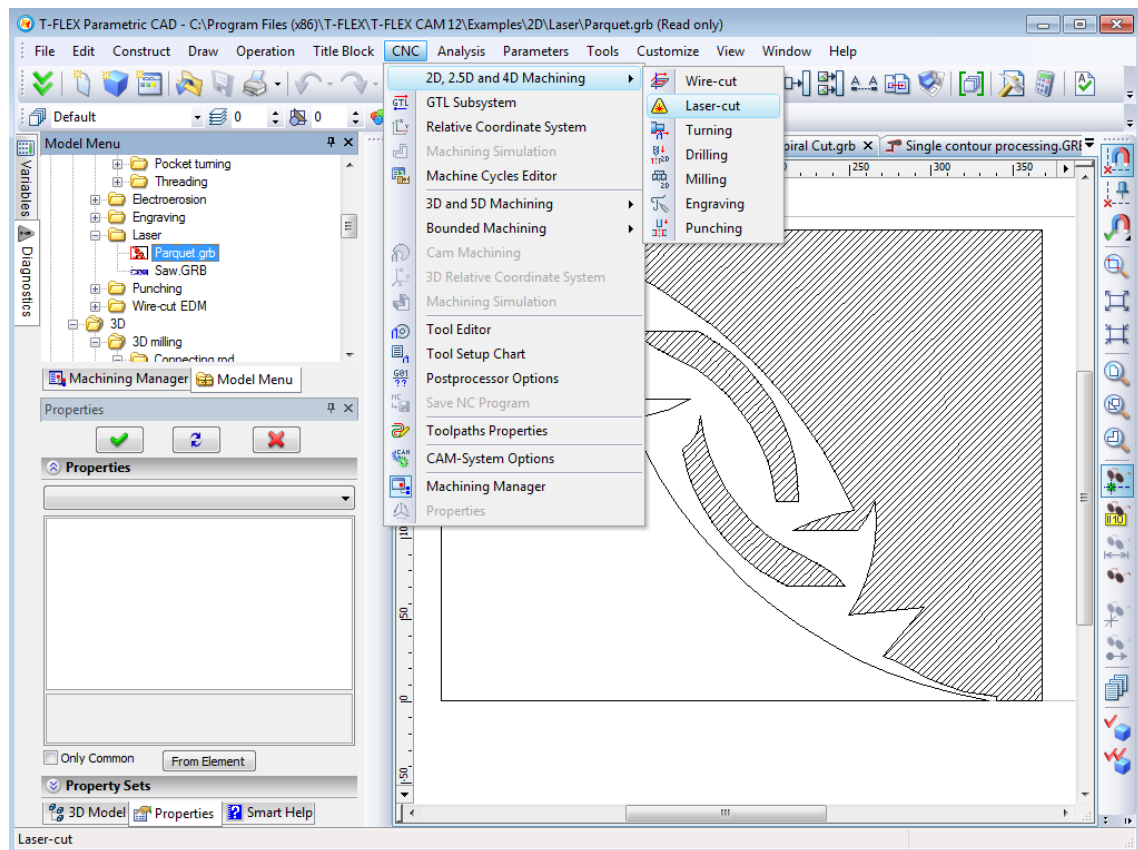 T-FLEX Parametric CAD - C:\Program Files (x86)\T-FLEX\T-FLEX CAM 12\Examples\2D\Laser\Parquet.grb (Read only)
File Edit Construct Draw Operation Title Block CNC Analysis Parameters Tools Customize View Window Help
Default 0 0
Model Menu
Variables
Diagnostics
Pocket turning
Threading
Electroerosion
Engraving
Laser
Parquet.grb
Saw.GRB
Punching
Wire-cut EDM
3D
3D milling
Connecting rod
Machining Manager Model Menu
Properties
Properties
Only Common From Element
Property Sets
3D Model Properties Smart Help
Laser-cut
2D, 2.5D and 4D Machining
GTL Subsystem
Relative Coordinate System
Machining Simulation
Machine Cycles Editor
3D and 5D Machining
Bounded Machining
Cam Machining
3D Relative Coordinate System
Machining Simulation
Tool Editor
Tool Setup Chart
Postprocessor Options
Save NC Program
Toolpaths Properties
CAM-System Options
Machining Manager
Properties
Wire-cut
Laser-cut
Turning
Drilling
Milling
Engraving
Punching
piral Cut.grb Single contour processing.GRE
250 300 350
50
0
-50